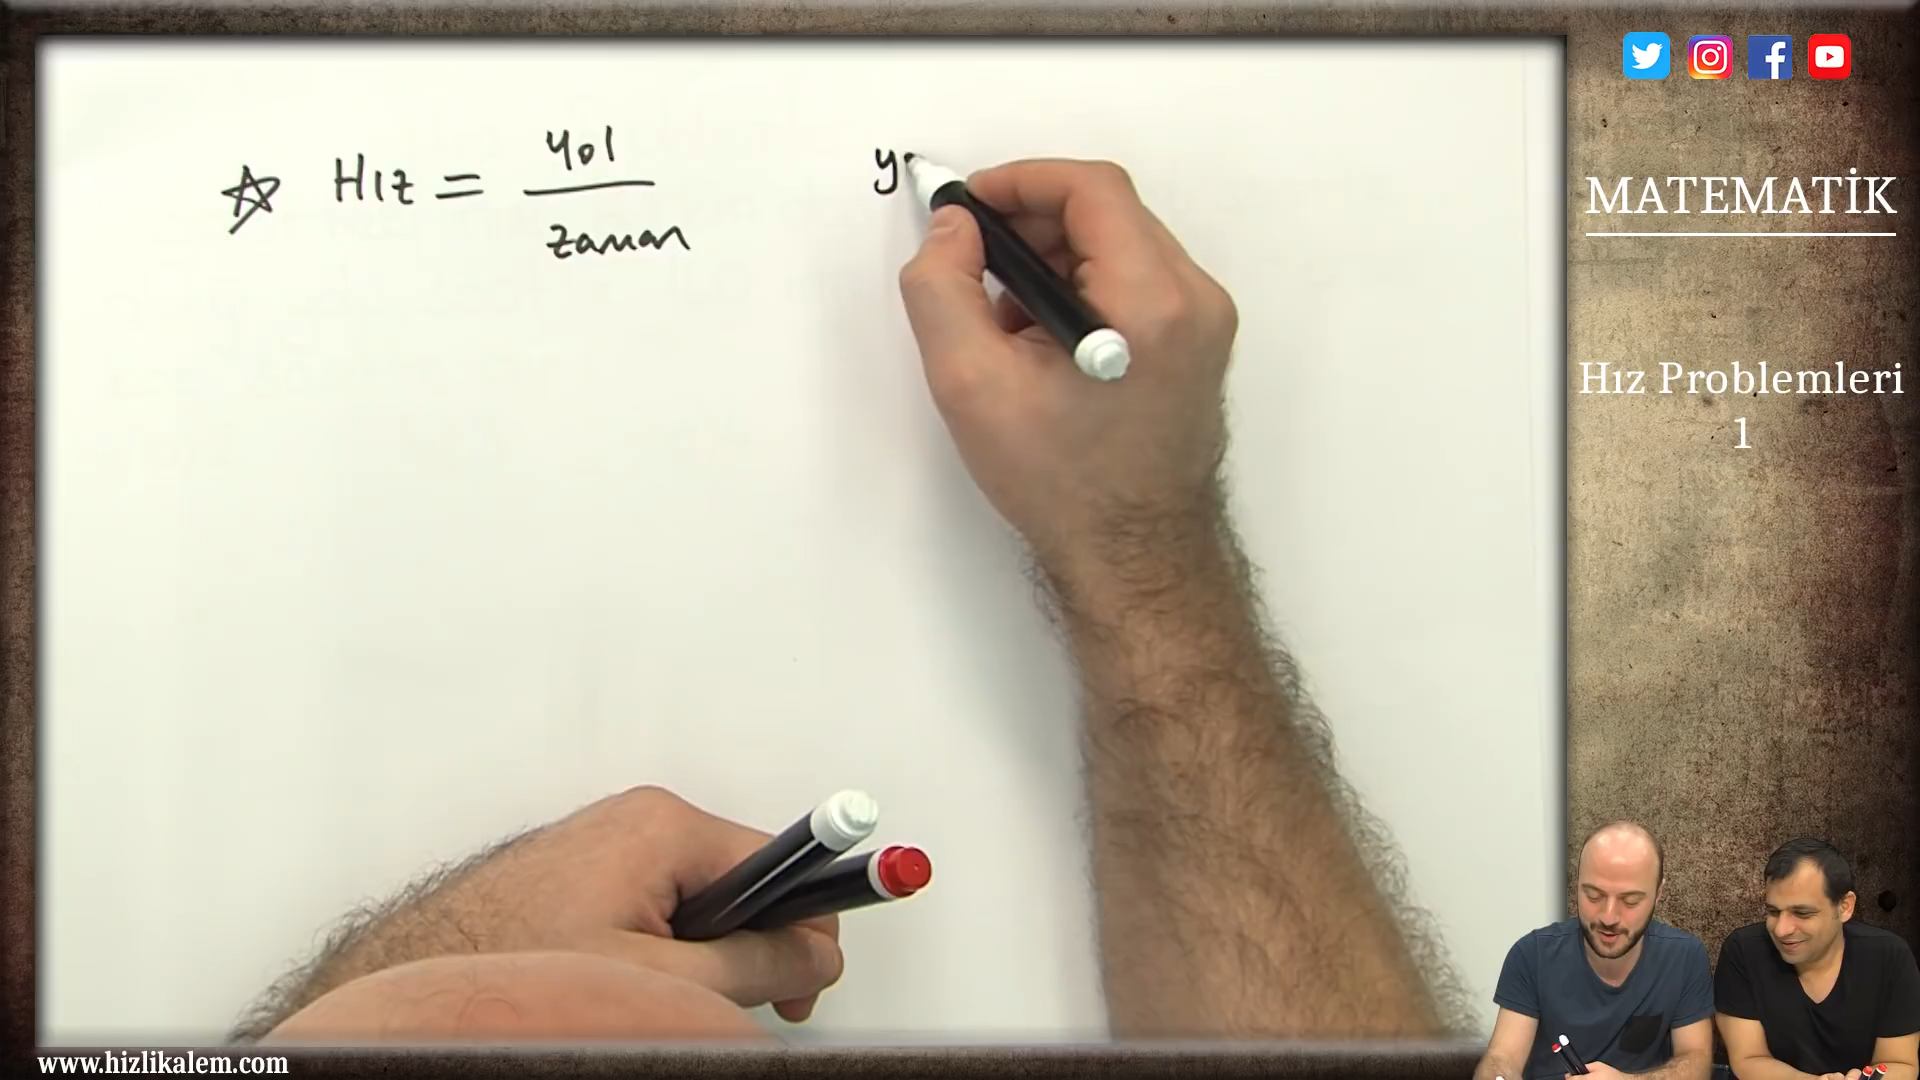 ☆ Hız = yol / zaman
y
MATEMATİK
Hız Problemleri
1
www.hizlikalem.com